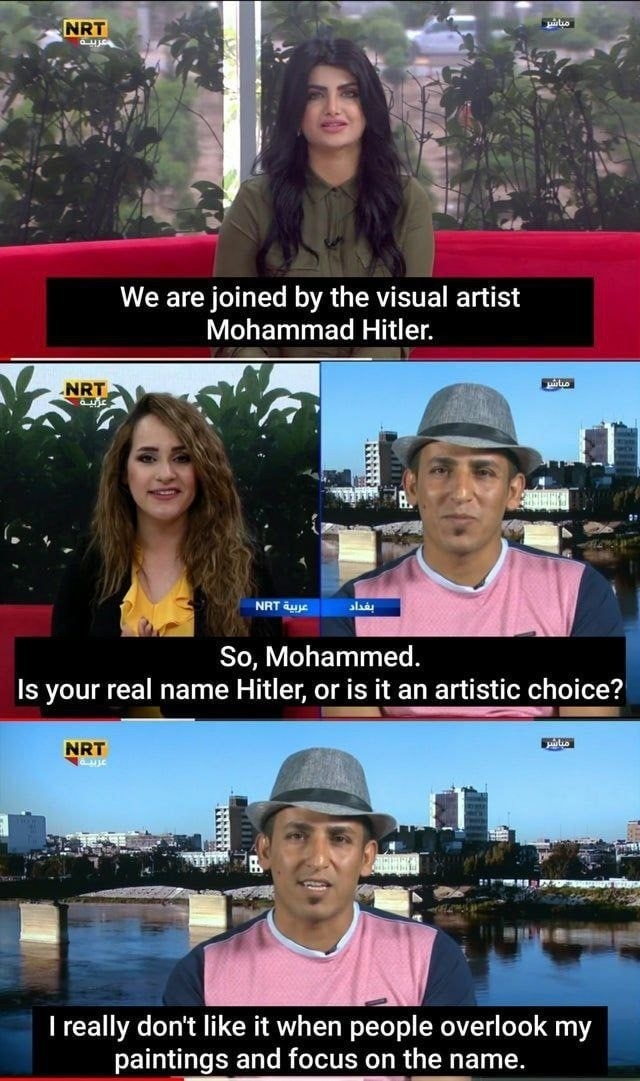 NRT
عربية
مباشر
We are joined by the visual artist
Mohammad Hitler.
NRT
عربية
مباشر
NRT عربية
بغداد
So, Mohammed.
Is your real name Hitler, or is it an artistic choice?
NRT
عربية
مباشر
I really don't like it when people overlook my
paintings and focus on the name.